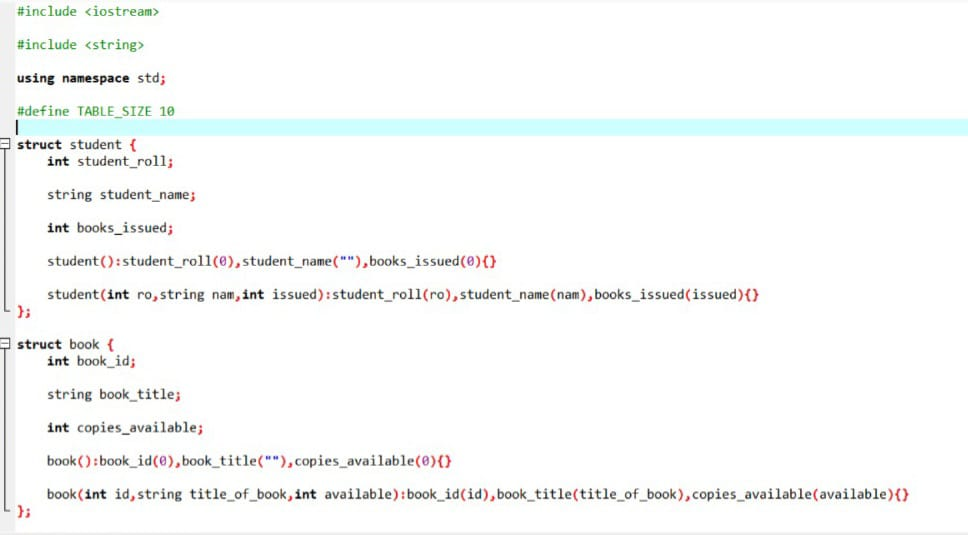 #include <iostream>
#include <string>
using namespace std;
#define TABLE_SIZE 10
struct student {
int student_roll;
string student_name;
int books_issued;
student():student_roll(0),student_name(""),books_issued(0){}
student(int ro,string nam,int issued):student_roll(ro),student_name(nam),books_issued(issued){}
};
struct book {
int book_id;
string book_title;
int copies_available;
book():book_id(0),book_title(""),copies_available(0){}
book(int id,string title_of_book,int available):book_id(id),book_title(title_of_book),copies_available(available){}
};